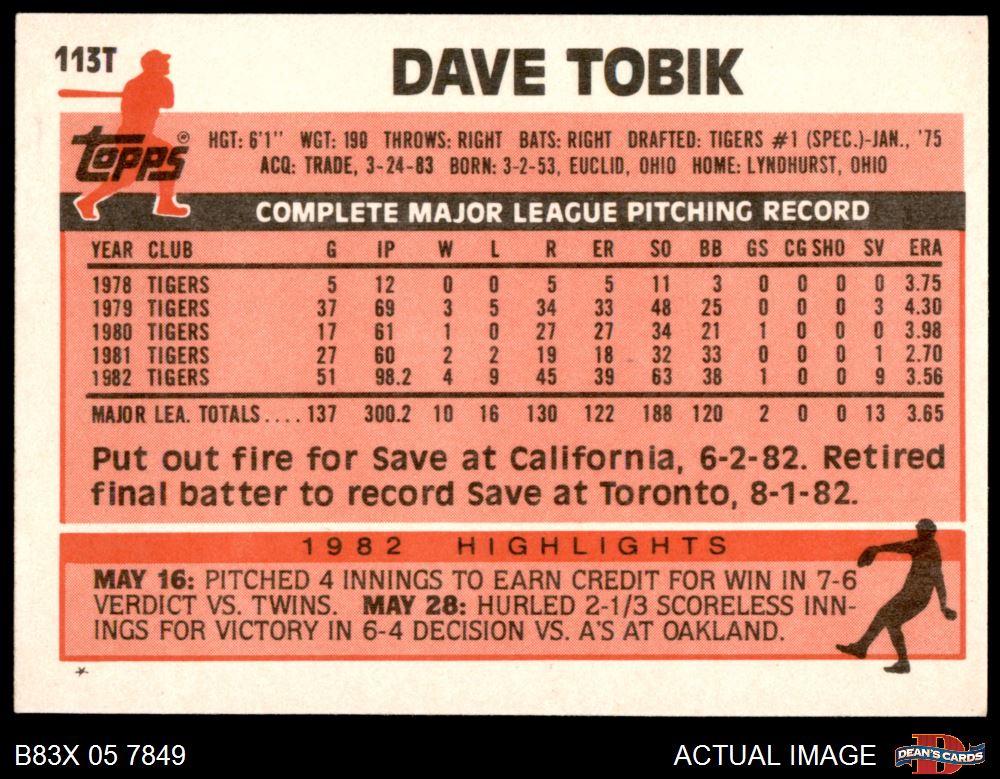 113T
DAVE TOBIK
topps®
HGT: 6'1" WGT: 190 THROWS: RIGHT BATS: RIGHT DRAFTED: TIGERS #1 (SPEC.)-JAN., '75
ACQ: TRADE, 3-24-83 BORN: 3-2-53, EUCLID, OHIO HOME: LYNDHURST, OHIO
COMPLETE MAJOR LEAGUE PITCHING RECORD
YEAR CLUB G IP W L R ER SO BB GS CG SHO SV ERA
1978 TIGERS 5 12 0 0 5 5 11 3 0 0 0 0 3.75
1979 TIGERS 37 69 3 5 34 33 48 25 0 0 0 3 4.30
1980 TIGERS 17 61 1 0 27 27 34 21 1 0 0 0 3.98
1981 TIGERS 27 60 2 2 19 18 32 33 0 0 0 1 2.70
1982 TIGERS 51 98.2 4 9 45 39 63 38 1 0 0 9 3.56
MAJOR LEA. TOTALS.... 137 300.2 10 16 130 122 188 120 2 0 0 13 3.65
Put out fire for Save at California, 6-2-82. Retired
final batter to record Save at Toronto, 8-1-82.
1982 HIGHLIGHTS
MAY 16: PITCHED 4 INNINGS TO EARN CREDIT FOR WIN IN 7-6
VERDICT VS. TWINS. MAY 28: HURLED 2-1/3 SCORELESS INN-
INGS FOR VICTORY IN 6-4 DECISION VS. A'S AT OAKLAND.
*
B83X 05 7849 ACTUAL IMAGE
DEAN'S CARDS